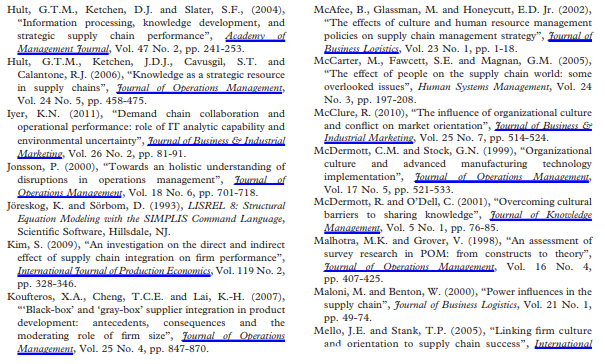 Hult, G.T.M., Ketchen, D.J. and Slater, S.F., (2004),
“Information processing, knowledge development, and
strategic supply chain performance”, Academy of
Management Journal, Vol. 47 No. 2, pp. 241-253.
Hult, G.T.M., Ketchen, J.D.J., Cavusgil, S.T. and
Calantone, R.J. (2006), “Knowledge as a strategic resource
in supply chains”, Journal of Operations Management,
Vol. 24 No. 5, pp. 458-475.
Iyer, K.N. (2011), “Demand chain collaboration and
operational performance: role of IT analytic capability and
environmental uncertainty”, Journal of Business & Industrial
Marketing, Vol. 26 No. 2, pp. 81-91.
Jonsson, P. (2000), “Towards an holistic understanding of
disruptions in operations management”, Journal of
Operations Management, Vol. 18 No. 6, pp. 701-718.
Jöreskog, K. and Sörbom, D. (1993), LISREL 8: Structural
Equation Modeling with the SIMPLIS Command Language,
Scientific Software, Hillsdale, NJ.
Kim, S. (2009), “An investigation on the direct and indirect
effect of supply chain integration on firm performance”,
International Journal of Production Economics, Vol. 119 No. 2,
pp. 328-346.
Koufteros, X.A., Cheng, T.C.E. and Lai, K.-H. (2007),
“‘Black-box’ and ‘gray-box’ supplier integration in product
development: antecedents, consequences and the
moderating role of firm size”, Journal of Operations
Management, Vol. 25 No. 4, pp. 847-870.
McAfee, B., Glassman, M. and Honeycutt, E.D. Jr. (2002),
“The effects of culture and human resource management
policies on supply chain management strategy”, Journal of
Business Logistics, Vol. 23 No. 1, pp. 1-18.
McCarter, M., Fawcett, S.E. and Magnan, G.M. (2005),
“The effect of people on the supply chain world: some
overlooked issues”, Human Systems Management, Vol. 24
No. 3, pp. 197-208.
McClure, R. (2010), “The influence of organizational culture
and conflict on market orientation”, Journal of Business &
Industrial Marketing, Vol. 25 No. 7, pp. 514-524.
McDermott, C.M. and Stock, G.N. (1999), “Organizational
culture and advanced manufacturing technology
implementation”, Journal of Operations Management,
Vol. 17 No. 5, pp. 521-533.
McDermott, R. and O’Dell, C. (2001), “Overcoming cultural
barriers to sharing knowledge”, Journal of Knowledge
Management, Vol. 5 No. 1, pp. 76-85.
Malhotra, M.K. and Grover, V. (1998), “An assessment of
survey research in POM: from constructs to theory”,
Journal of Operations Management, Vol. 16 No. 4,
pp. 407-425.
Maloni, M. and Benton, W. (2000), “Power influences in the
supply chain”, Journal of Business Logistics, Vol. 21 No. 1,
pp. 49-74.
Mello, J.E. and Stank, T.P. (2005), “Linking firm culture
and orientation to supply chain success”, International